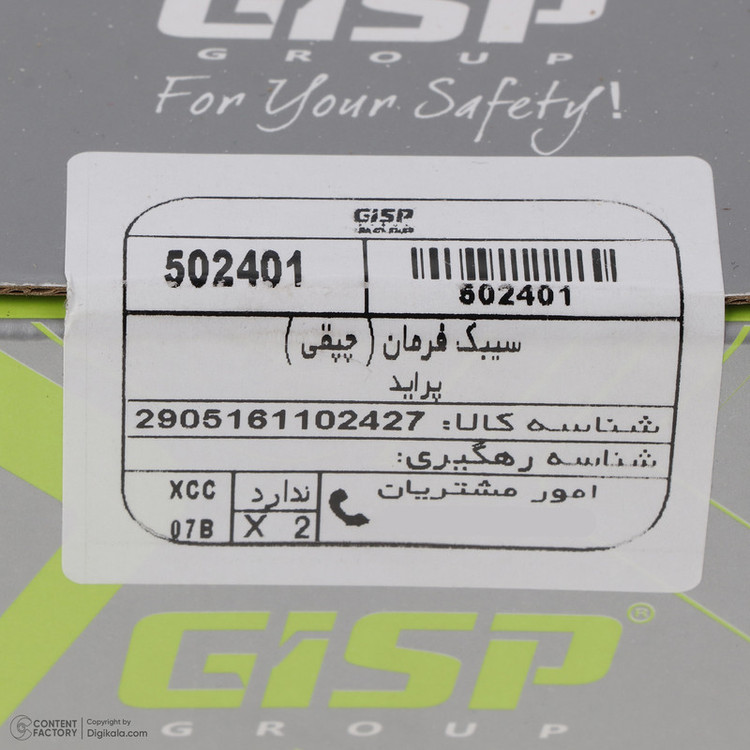 GISP
GROUP
For Your Safety!
GISP
502401
502401
سیبک فرمان (چپقی)
پراید
شناسه کالا: 2905161102427
شناسه رهگیری:
امور مشتریان
XCC
ندارد
07B
X 2
GISP®
GROUP
CONTENT FACTORY
Copyright by
Digikala.com